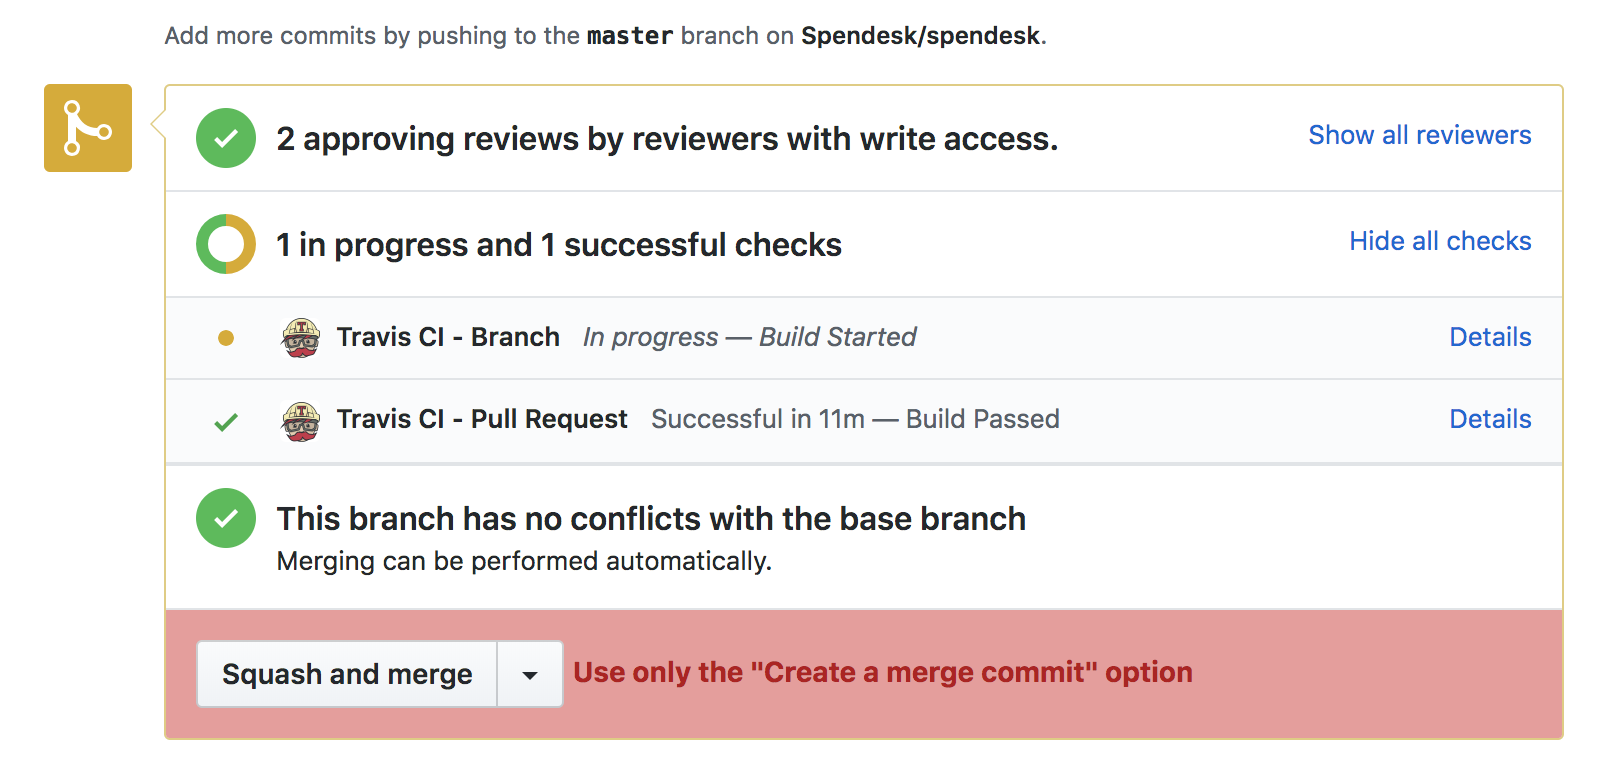 Add more commits by pushing to the master branch on Spendesk/spendesk.
2 approving reviews by reviewers with write access.
Show all reviewers
1 in progress and 1 successful checks
Hide all checks
Travis CI - Branch In progress — Build Started
Details
Travis CI - Pull Request Successful in 11m — Build Passed
Details
This branch has no conflicts with the base branch
Merging can be performed automatically.
Squash and merge
Use only the "Create a merge commit" option